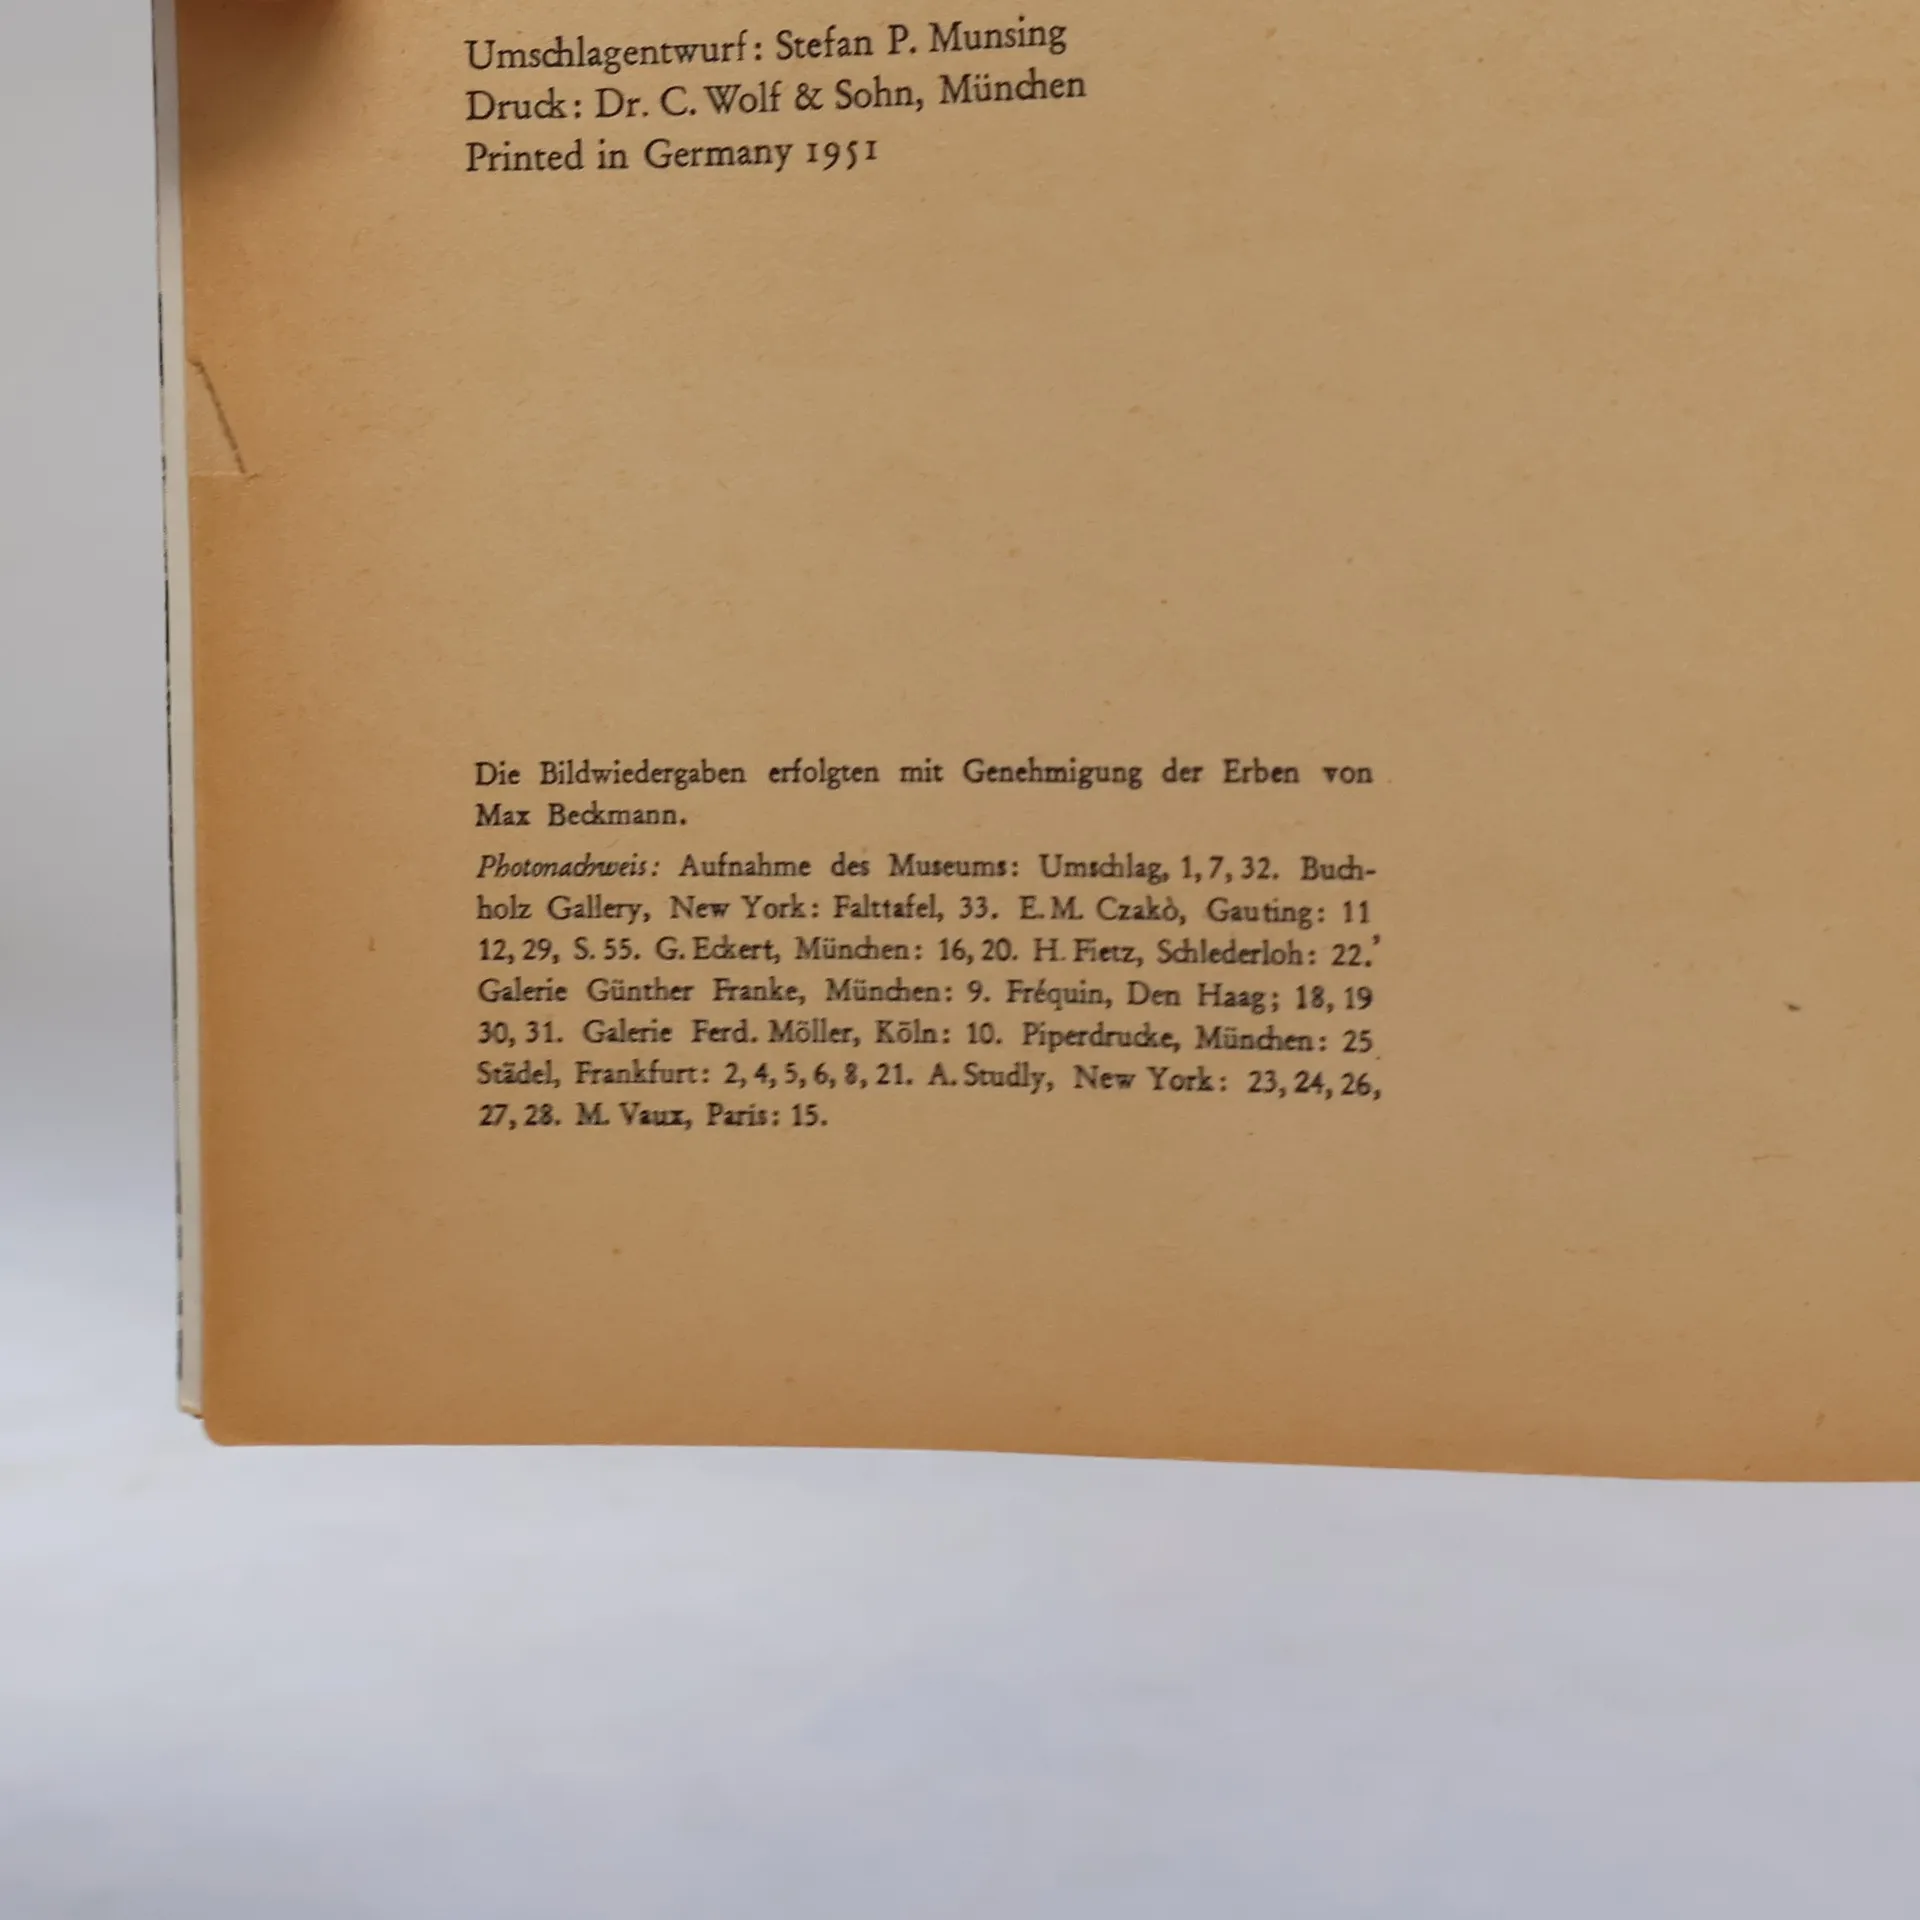 Umschlagentwurf: Stefan P. Munsing
Druck: Dr. C. Wolf & Sohn, München
Printed in Germany 1951
Die Bildwiedergaben erfolgten mit Genehmigung der Erben von
Max Beckmann.
Photonachweis: Aufnahme des Museums: Umschlag, 1, 7, 32. Buch-
holz Gallery, New York: Falttafel, 33. E. M. Czakò, Gauting: 11
12, 29, S. 55. G. Eckert, München: 16, 20. H. Fietz, Schlederloh: 22.’
Galerie Günther Franke, München: 9. Fréquin, Den Haag; 18, 19
30, 31. Galerie Ferd. Möller, Köln: 10. Piperdrucke, München: 25
Städel, Frankfurt: 2, 4, 5, 6, 8, 21. A. Studly, New York: 23, 24, 26,
27, 28. M. Vaux, Paris: 15.